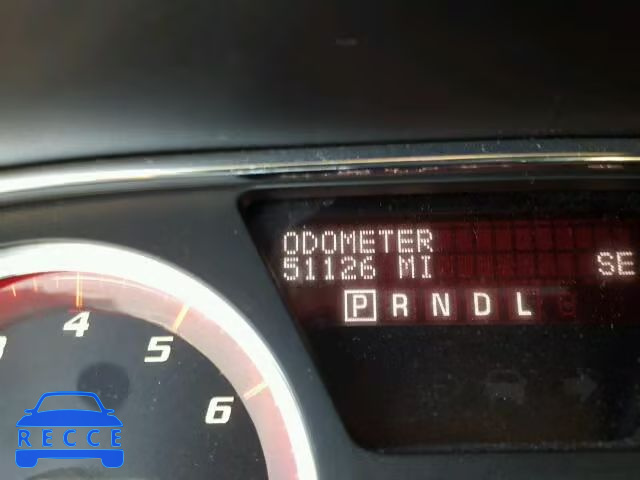 ODOMETER
51126 MI SE
P R N D L
4 5
6
RECCE